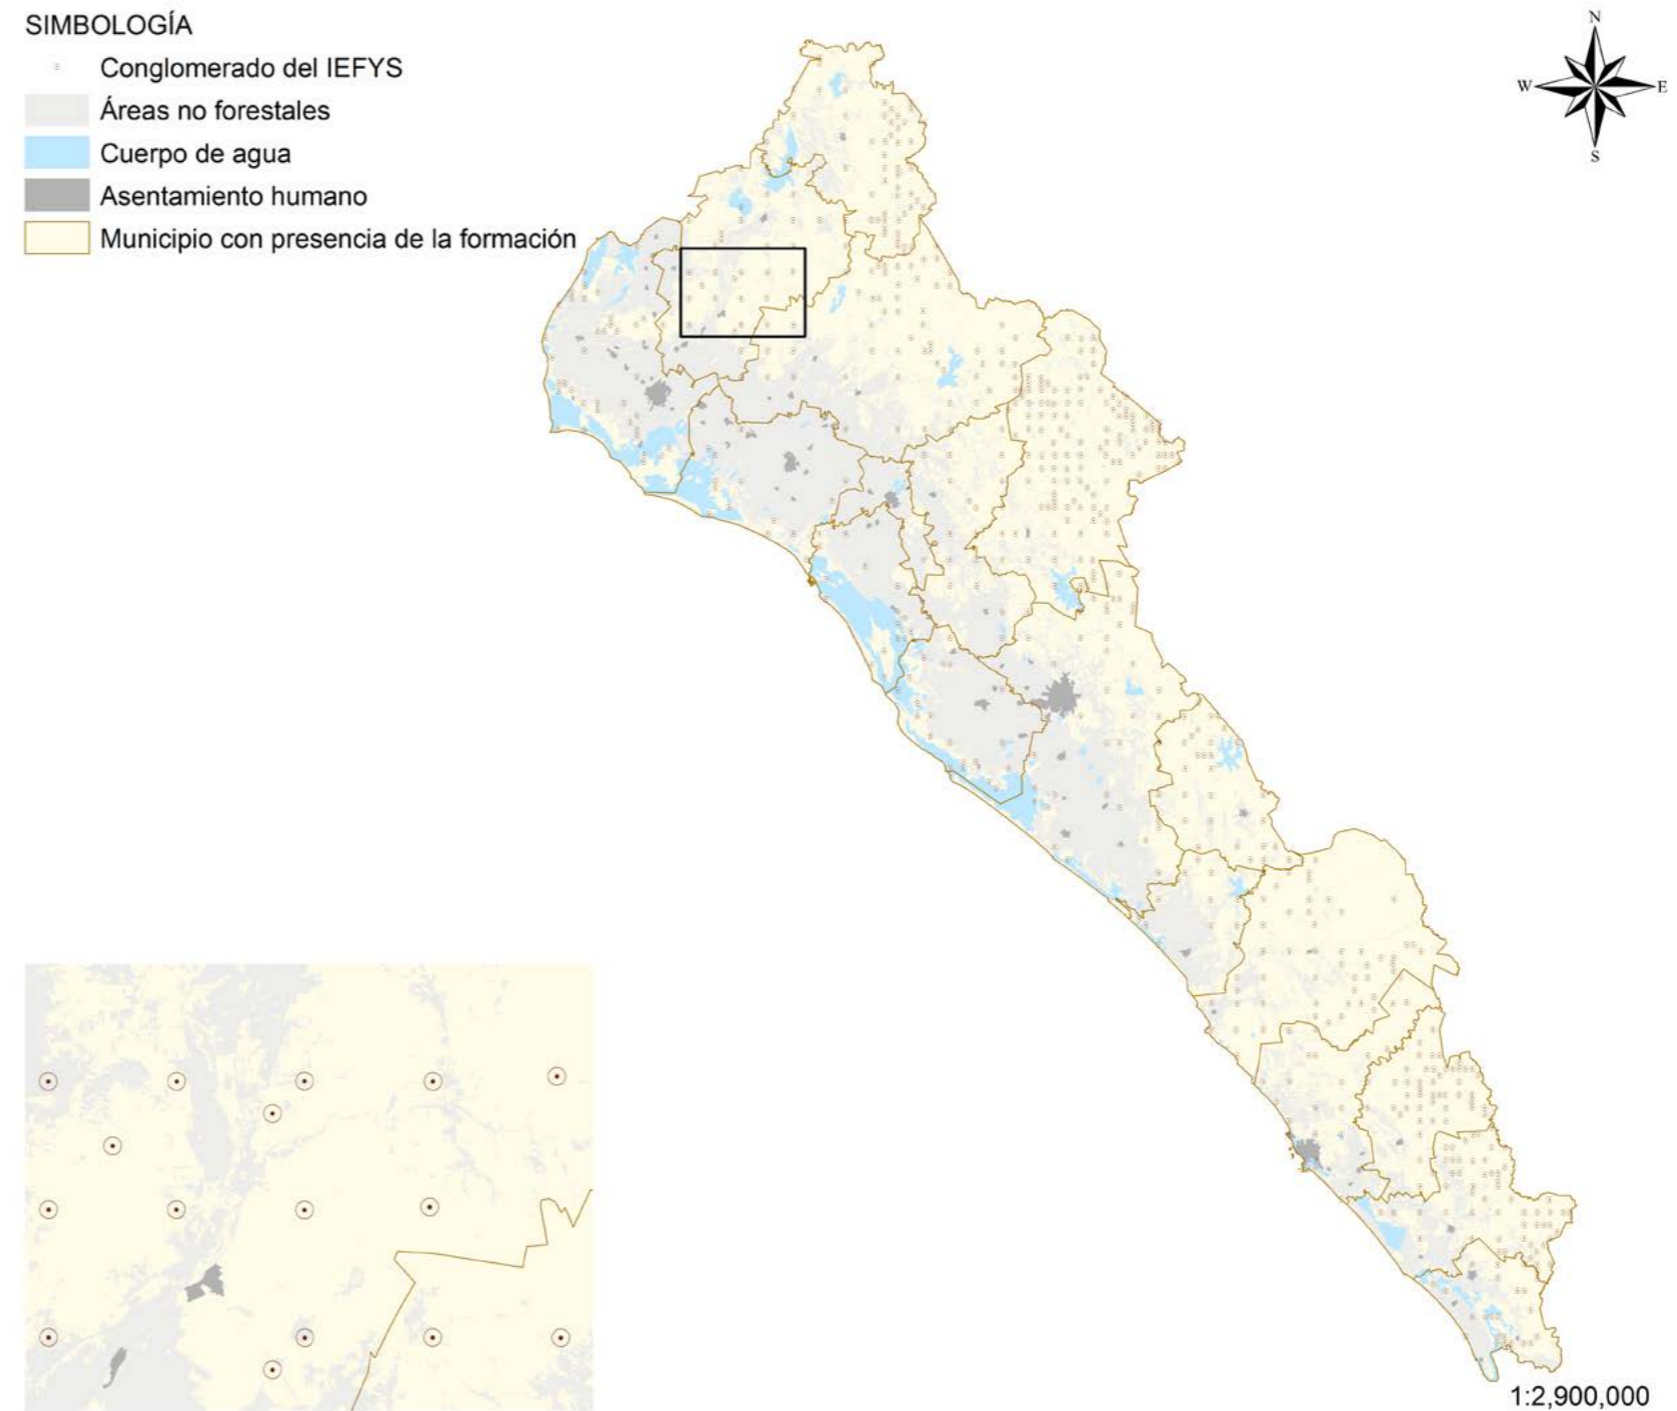 SIMBOLOGÍA
Conglomerado del IEFYS
Áreas no forestales
Cuerpo de agua
Asentamiento humano
Municipio con presencia de la formación
N
W
E
S
1:2,900,000